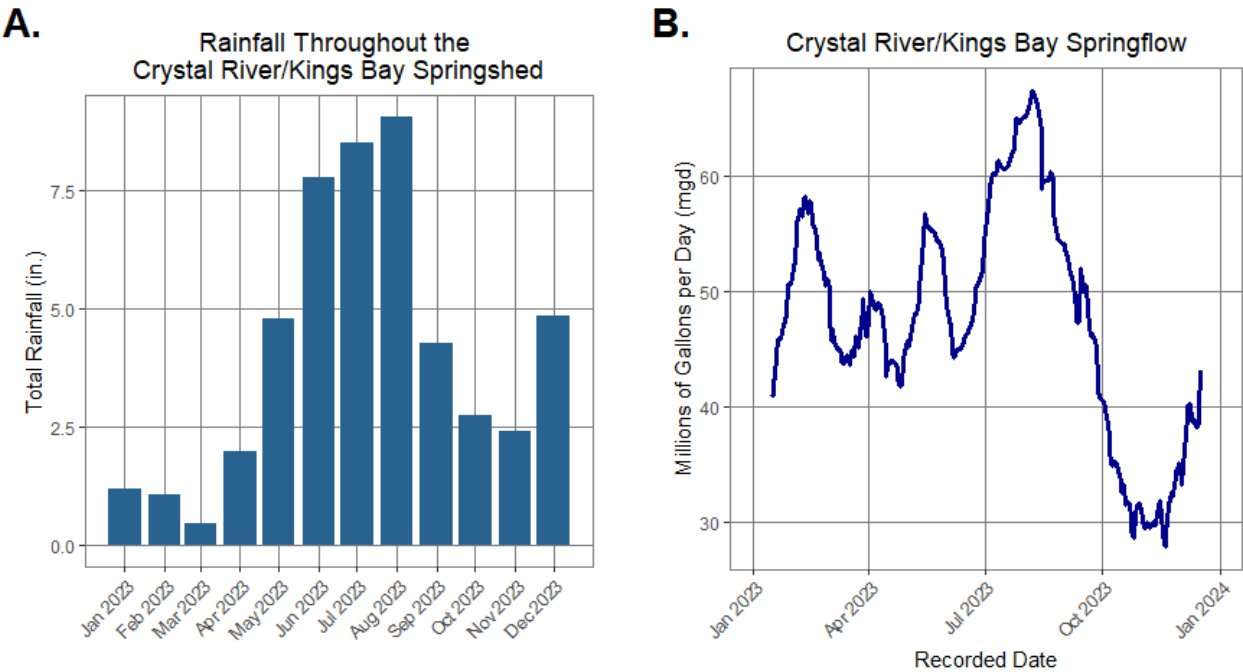 A.
Rainfall Throughout the
Crystal River/Kings Bay Springshed
Total Rainfall (in.)
7.5
5.0
2.5
0.0
Jan 2023
Feb 2023
Mar 2023
Apr 2023
May 2023
Jun 2023
Jul 2023
Aug 2023
Sep 2023
Oct 2023
Nov 2023
Dec 2023
B.
Crystal River/Kings Bay Springflow
Millions of Gallons per Day (mgd)
60
50
40
30
Jan 2023
Apr 2023
Jul 2023
Oct 2023
Jan 2024
Recorded Date